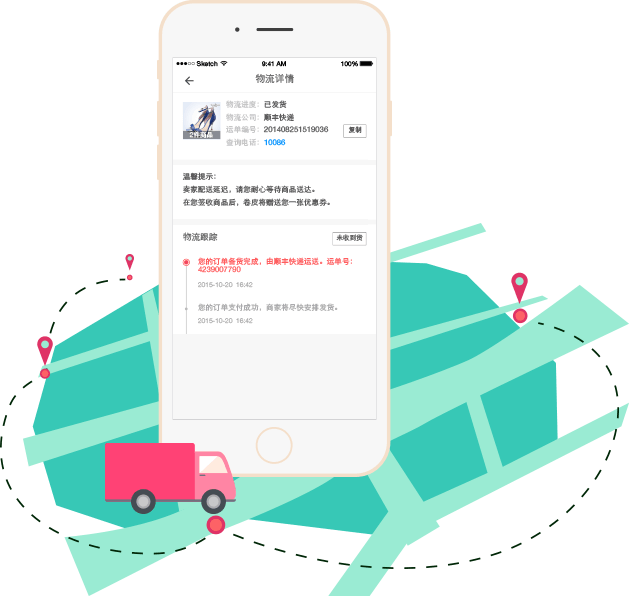 Sketch 9:41 AM 100%
物流详情
物流进度： 已发货
物流公司： 顺丰快递
运单编号： 201408251519036 复制
查询电话： 10086
2件商品
温馨提示：
卖家配送延迟，请您耐心等待商品送达。
在您签收商品后，卷皮将赠送您一张优惠券。
物流跟踪 未收到货
您的订单备货完成，由顺丰快递运送。运单号：
4239007790
2015-10-20 16:42
您的订单支付成功，商家将尽快安排发货。
2015-10-20 16:42